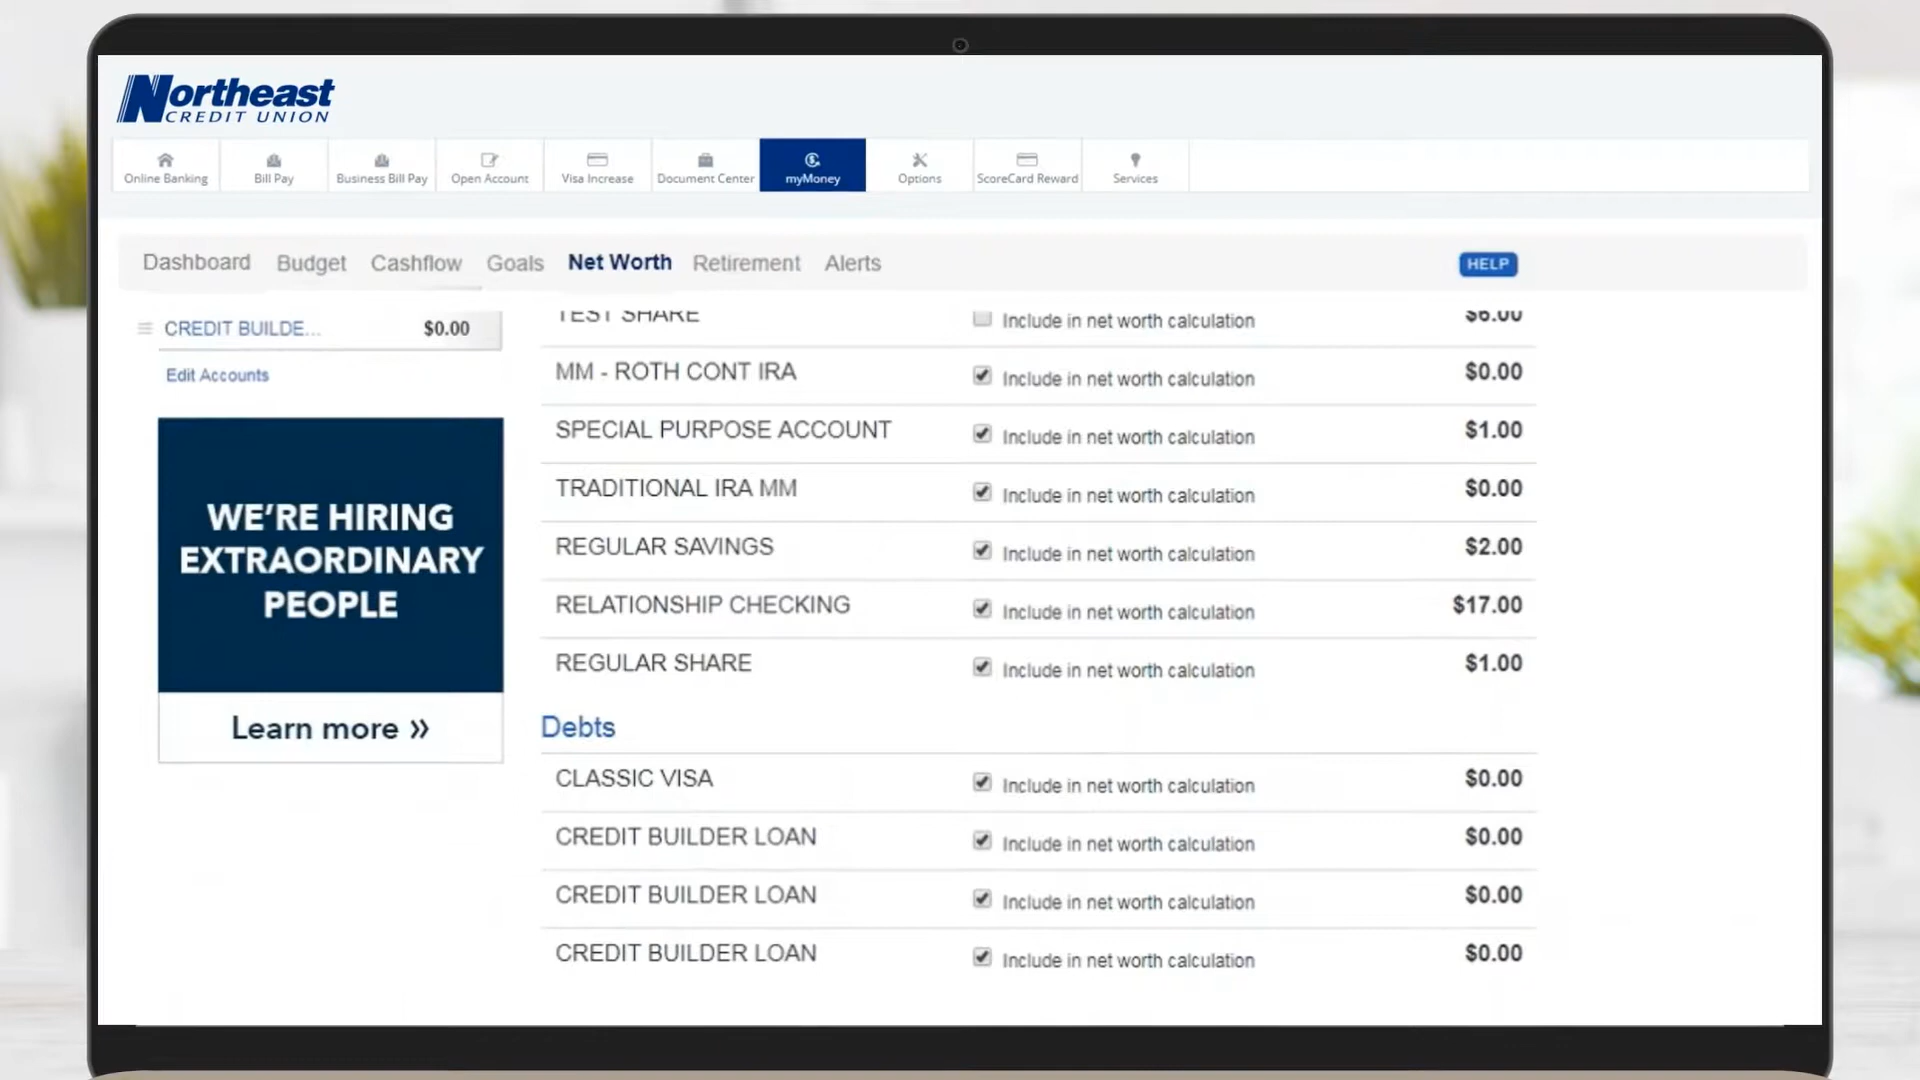 Northeast
CREDIT UNION
Online Banking
Bill Pay
Business Bill Pay
Open Account
Visa Increase
Document Center
myMoney
Options
ScoreCard Reward
Services
Dashboard
Budget
Cashflow
Goals
Net Worth
Retirement
Alerts
HELP
CREDIT BUILDE... $0.00
Edit Accounts
WE'RE HIRING
EXTRAORDINARY
PEOPLE
Learn more »
TEST SHARE Include in net worth calculation $6.00
MM - ROTH CONT IRA Include in net worth calculation $0.00
SPECIAL PURPOSE ACCOUNT Include in net worth calculation $1.00
TRADITIONAL IRA MM Include in net worth calculation $0.00
REGULAR SAVINGS Include in net worth calculation $2.00
RELATIONSHIP CHECKING Include in net worth calculation $17.00
REGULAR SHARE Include in net worth calculation $1.00
Debts
CLASSIC VISA Include in net worth calculation $0.00
CREDIT BUILDER LOAN Include in net worth calculation $0.00
CREDIT BUILDER LOAN Include in net worth calculation $0.00
CREDIT BUILDER LOAN Include in net worth calculation $0.00